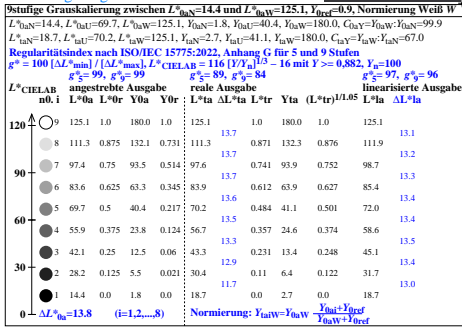 9stufige Grauskalierung zwischen L*0aN=14.4 und L*0aW=125.1, Y0ref=0.9, Normierung Weiß W
L*0aN=14.4, L*0aU=69.7, L*0aW=125.1, Y0aN=1.8, Y0aU=40.4, Y0aW=180.0, C0aY=Y0aW:Y0aN=99.9
L*taN=18.7, L*taU=70.2, L*taW=125.1, YtaN=2.7, YtaU=41.1, YtaW=180.0, CtaY=YtaW:YtaN=67.0
Regularitätsindex nach ISO/IEC 15775:2022, Anhang G für 5 und 9 Stufen
g* = 100 [ΔL*min] / [ΔL*max], L*CIELAB = 116 [Y/Yn]1/3 – 16 mit Y >= 0,882, Yn=100
g*5= 99, g*9= 99 g*5= 89, g*9= 84 g*5= 97, g*9= 96
L*CIELAB angestrebte Ausgabe reale Ausgabe linearisierte Ausgabe
n0. i L*0a L*0r Y0a Y0r L*ta ΔL*ta L*tr Yta (L*tr)1/1.05 L*la ΔL*la
120 9 125.1 1.0 180.0 1.0 125.1 1.0 180.0 1.0 125.1
13.7 13.1
8 111.3 0.875 132.1 0.731 111.3 0.871 132.3 0.876 111.9
13.7 13.2
90 7 97.4 0.75 93.5 0.514 97.6 0.741 93.9 0.752 98.7
13.7 13.3
6 83.6 0.625 63.3 0.345 83.9 0.612 63.9 0.627 85.4
13.6 13.4
60 5 69.7 0.5 40.4 0.217 70.2 0.484 41.1 0.501 72.0
13.5 13.4
4 55.9 0.375 23.8 0.124 56.7 0.357 24.6 0.374 58.6
13.3 13.5
30 3 42.1 0.25 12.5 0.06 43.3 0.231 13.4 0.248 45.1
12.9 13.4
2 28.2 0.125 5.5 0.021 30.4 0.11 6.4 0.122 31.7
11.7 13.0
1 14.4 0.0 1.8 0.0 18.7 0.0 2.7 0.0 18.7
0 ΔL*0a=13.8 (i=1,2,...,8) Normierung: YtaiW=Y0aW Y0ai+Y0ref
Y0aW+Y0ref